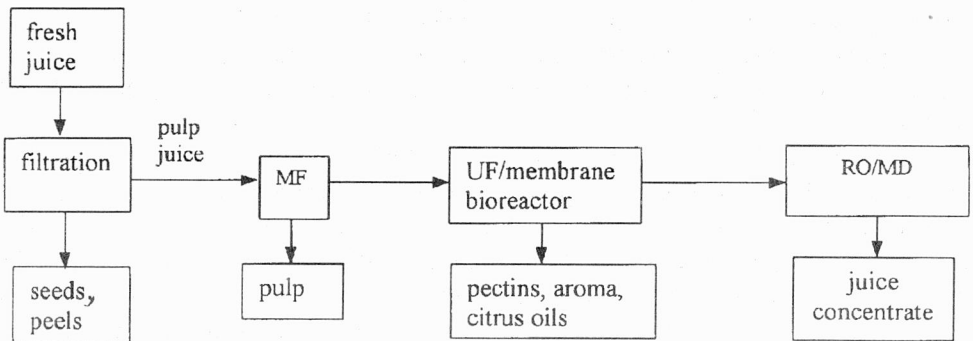 fresh
juice
pulp
juice
filtration
MF
UF/membrane
bioreactor
RO/MD
seeds,
peels
pulp
pectins, aroma,
citrus oils
juice
concentrate